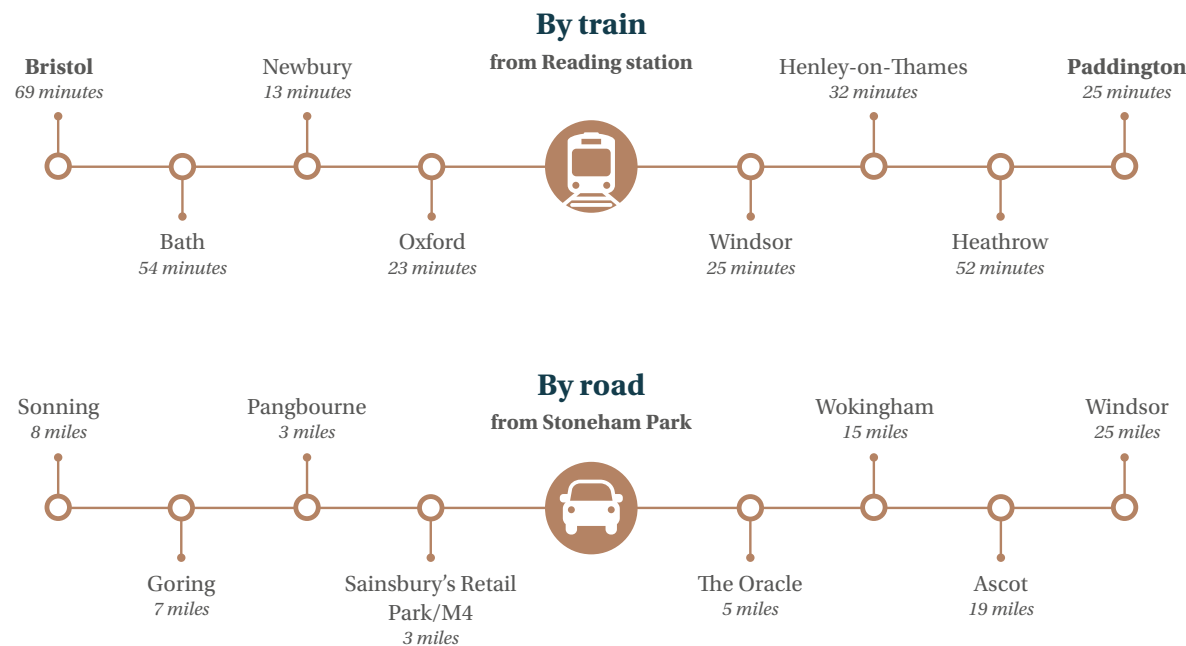 By train
from Reading station
Bristol
69 minutes
Bath
54 minutes
Newbury
13 minutes
Oxford
23 minutes
Windsor
25 minutes
Henley-on-Thames
32 minutes
Heathrow
52 minutes
Paddington
25 minutes
By road
from Stoneham Park
Sonning
8 miles
Goring
7 miles
Pangbourne
3 miles
Sainsbury’s Retail
Park/M4
3 miles
The Oracle
5 miles
Wokingham
15 miles
Ascot
19 miles
Windsor
25 miles